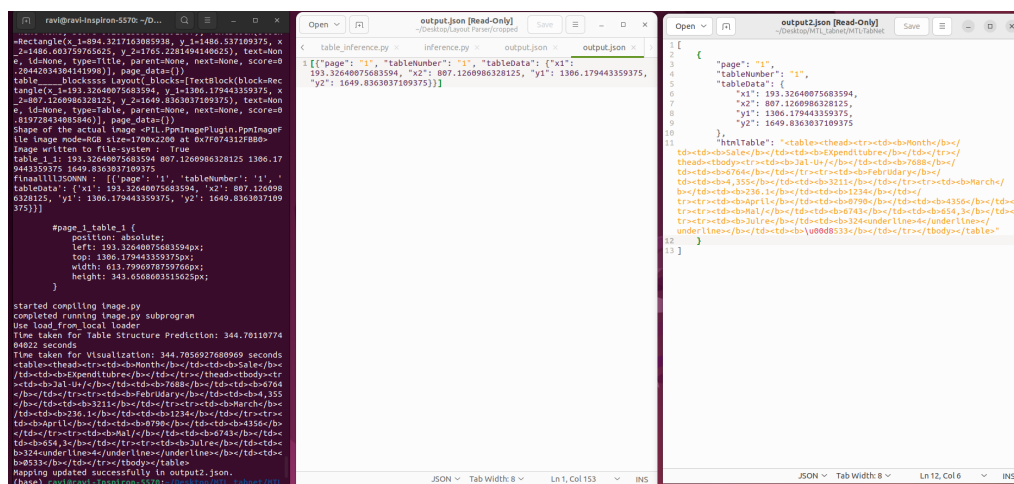 ravi@ravi-Inspiron-5570: ~/D...
=Rectangle(x_1=894.3217163085938, y_1=1486.537109375, x
_2=1486.603759765625, y_2=1765.2281494140625), text=Non
e, id=None, type=Title, parent=None, next=None, score=0
.20442034304141998)], page_data={})
table_____blocksssss Layout(_blocks=[TextBlock(block=Rec
tangle(x_1=193.32640075683594, y_1=1306.179443359375, x
_2=807.1260986328125, y_2=1649.8363037109375), text=Non
e, id=None, type=Table, parent=None, next=None, score=0
.819728434085846)], page_data={})
Shape of the actual image <PIL.PpmImagePlugin.PpmImageF
ile image mode=RGB size=1700x2200 at 0x7F074312FBB0>
Image written to file-system :  True
table_1_1: 193.32640075683594 807.1260986328125 1306.17
9443359375 1649.8363037109375
finaallllJSONNN :  [{'page': '1', 'tableNumber': '1', '
tableData': {'x1': 193.32640075683594, 'x2': 807.126098
6328125, 'y1': 1306.179443359375, 'y2': 1649.8363037109
375}}]
#page_1_table_1 {
position: absolute;
left: 193.32640075683594px;
top: 1306.179443359375px;
width: 613.7996978759766px;
height: 343.6568603515625px;
}
started compiling image.py
completed running image.py subprogram
Use load_from_local loader
Time taken for Table Structure Prediction: 344.70110774
04022 seconds
Time taken for Visualization: 344.7056927680969 seconds
<table><thead><tr><td><b>Month</b></td><td><b>Sale</b><
/td><td><b>EXpenditubre</b></td></tr></thead><tbody><tr
><td><b>Jal-U+/</b></td><td><b>7688</b></td><td><b>6764
</b></td></tr><tr><td><b>FebrUdary</b></td><td><b>4,355
</b></td><td><b>3211</b></td></tr><tr><td><b>March</b><
/td><td><b>236.1</b></td><td><b>1234</b></td></tr><tr><
td><b>April</b></td><td><b>0790</b></td><td><b>4356</b>
</td></tr><tr><td><b>Mal/</b></td><td><b>6743</b></td><
td><b>654,3</b></td></tr><tr><td><b>Julre</b></td><td><
b>324<underline>4</underline></underline></b></td><td><
b>Ø533</b></td></tr></tbody></table>
Mapping updated successfully in output2.json.
(base) ravi@ravi-Inspiron-5570:~/Desktop/MTL_tabnet/MTL
Open
output.json [Read-Only]
~/Desktop/Layout Parser/cropped
Save
table_inference.py
inference.py
output.json
output.json
1 [{"page": "1", "tableNumber": "1", "tableData": {"x1":
193.32640075683594, "x2": 807.1260986328125, "y1": 1306.179443359375,
"y2": 1649.8363037109375}}]
JSON
Tab Width: 8
Ln 1, Col 153
INS
Open
output2.json [Read-Only]
~/Desktop/MTL_tabnet/MTL-TabNet
Save
1 [
2 {
3 "page": "1",
4 "tableNumber": "1",
5 "tableData": {
6 "x1": 193.32640075683594,
7 "x2": 807.1260986328125,
8 "y1": 1306.179443359375,
9 "y2": 1649.8363037109375
10 },
11 "htmlTable": "<table><thead><tr><td><b>Month</b></
td><td><b>Sale</b></td><td><b>EXpenditubre</b></td></tr></
thead><tbody><tr><td><b>Jal-U+/</b></td><td><b>7688</b></
td><td><b>6764</b></td></tr><tr><td><b>FebrUdary</b></
td><td><b>4,355</b></td><td><b>3211</b></td></tr><tr><td><b>March</
b></td><td><b>236.1</b></td><td><b>1234</b></td></
tr><tr><td><b>April</b></td><td><b>0790</b></td><td><b>4356</b></td><
tr><tr><td><b>Mal/</b></td><td><b>6743</b></td><td><b>654,3</b></td><
tr><tr><td><b>Julre</b></td><td><b>324<underline>4</underline></
underline></b></td><td><b>\u00d8533</b></td></tr></tbody></table>"
12 }
13 ]
JSON
Tab Width: 8
Ln 12, Col 6
INS